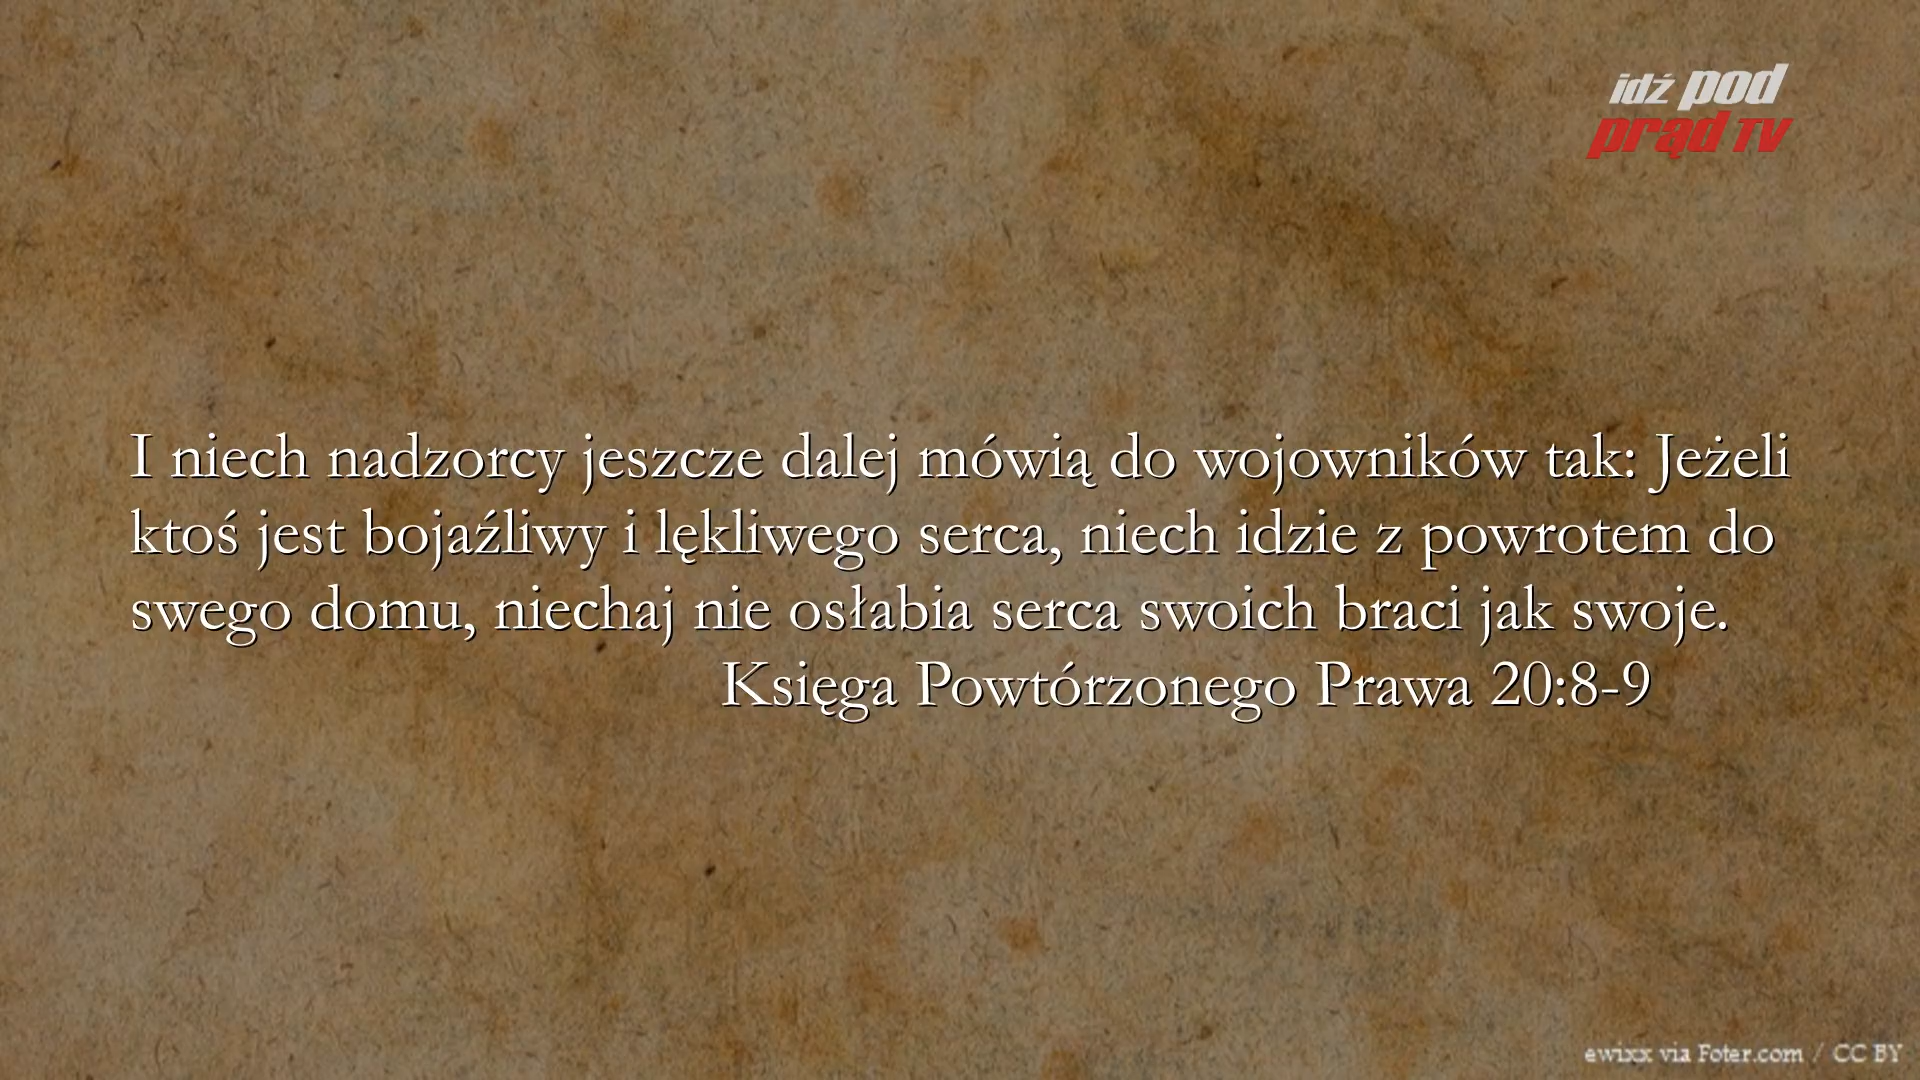 idź pod
prąd TV
I niech nadzorcy jeszcze dalej mówią do wojowników tak: Jeżeli
ktoś jest bojaźliwy i lękliwego serca, niech idzie z powrotem do
swego domu, niechaj nie osłabia serca swoich braci jak swoje.
Księga Powtórzonego Prawa 20:8-9
ewixx via Foter.com / CC BY